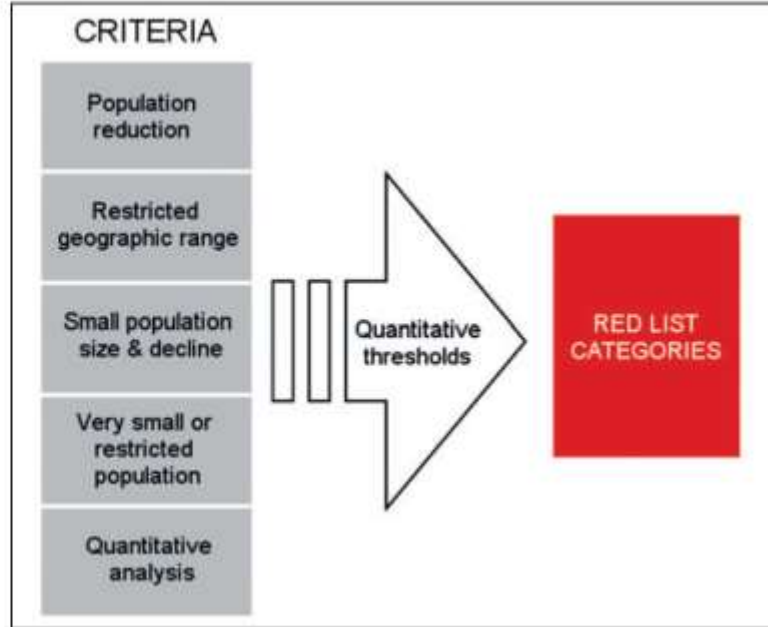 CRITERIA
Population
reduction
Restricted
geographic range
Small population
size & decline
Very small or
restricted
population
Quantitative
analysis
Quantitative
thresholds
RED LIST
CATEGORIES